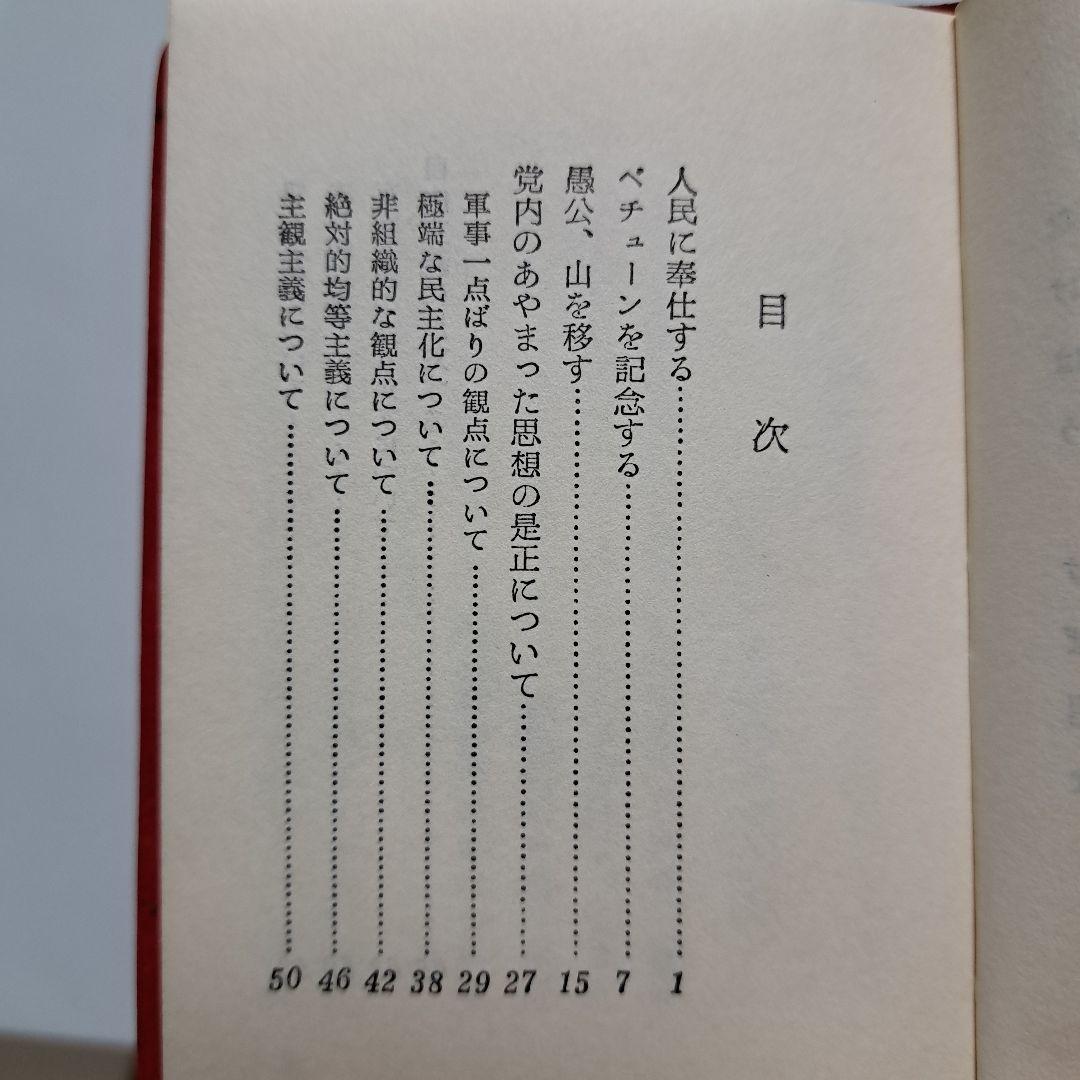 目次
人民に奉仕する……………………………1
ベチューンを記念する……………………………7
愚公、山を移す……………………………15
党内のあやまった思想の是正について……………………………27
軍事一点ばりの観点について……………………………29
極端な民主化について……………………………38
非組織的な観点について……………………………42
絶対的均等主義について……………………………46
主観主義について……………………………50